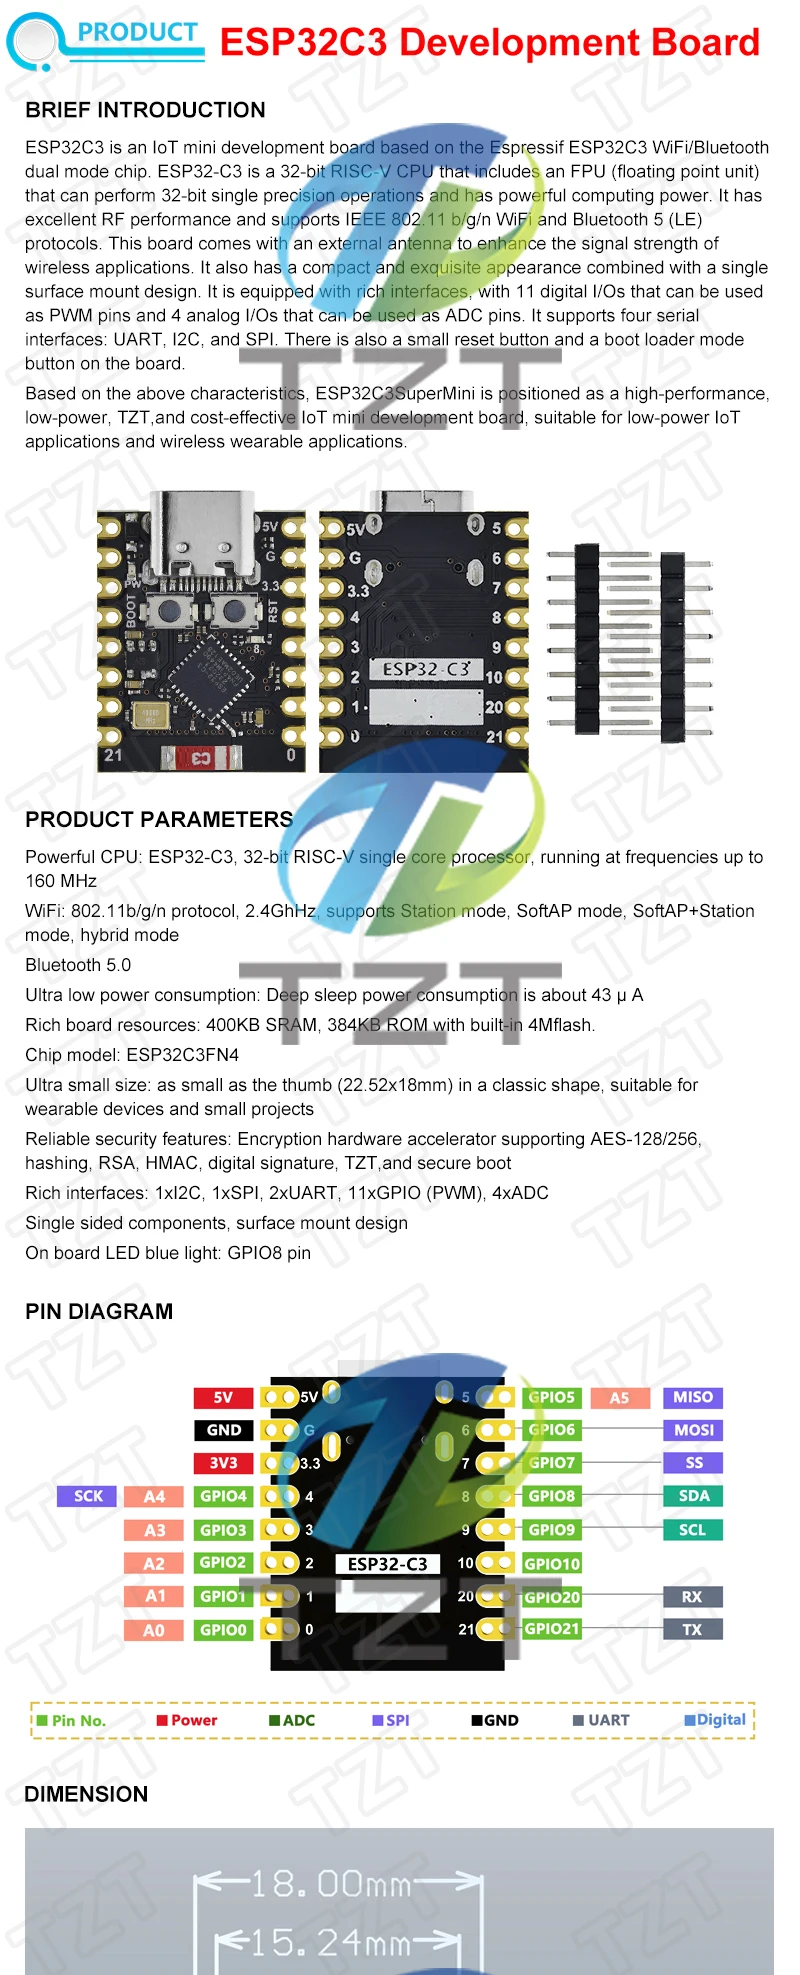 PRODUCT
ESP32C3 Development Board
BRIEF INTRODUCTION
ESP32C3 is an IoT mini development board based on the Espressif ESP32C3 WiFi/Bluetooth
dual mode chip. ESP32-C3 is a 32-bit RISC-V CPU that includes an FPU (floating point unit)
that can perform 32-bit single precision operations and has powerful computing power. It has
excellent RF performance and supports IEEE 802.11 b/g/n WiFi and Bluetooth 5 (LE)
protocols. This board comes with an external antenna to enhance the signal strength of
wireless applications. It also has a compact and exquisite appearance combined with a single
surface mount design. It is equipped with rich interfaces, with 11 digital I/Os that can be used
as PWM pins and 4 analog I/Os that can be used as ADC pins. It supports four serial
interfaces: UART, I2C, and SPI. There is also a small reset button and a boot loader mode
button on the board.
Based on the above characteristics, ESP32C3SuperMini is positioned as a high-performance,
low-power, TZT,and cost-effective IoT mini development board, suitable for low-power IoT
applications and wireless wearable applications.
TZT
5V
G
3.3
PW
BOOT
RST
8
21
C3
0
5V 5
G 6
3.3 7
4 8
3 9
2 ESP32-C3 10
1 20
0 21
PRODUCT PARAMETERS
Powerful CPU: ESP32-C3, 32-bit RISC-V single core processor, running at frequencies up to
160 MHz
WiFi: 802.11b/g/n protocol, 2.4GhHz, supports Station mode, SoftAP mode, SoftAP+Station
mode, hybrid mode
Bluetooth 5.0
Ultra low power consumption: Deep sleep power consumption is about 43 μ A
Rich board resources: 400KB SRAM, 384KB ROM with built-in 4Mflash.
Chip model: ESP32C3FN4
Ultra small size: as small as the thumb (22.52x18mm) in a classic shape, suitable for
wearable devices and small projects
Reliable security features: Encryption hardware accelerator supporting AES-128/256,
hashing, RSA, HMAC, digital signature, TZT,and secure boot
Rich interfaces: 1xI2C, 1xSPI, 2xUART, 11xGPIO (PWM), 4xADC
Single sided components, surface mount design
On board LED blue light: GPIO8 pin
TZT
PIN DIAGRAM
5V 5V 5 GPIO5 A5 MISO
GND G 6 GPIO6 MOSI
3V3 3.3 7 GPIO7 SS
SCK A4 GPIO4 4 8 GPIO8 SDA
A3 GPIO3 3 9 GPIO9 SCL
A2 GPIO2 2 ESP32-C3 10 GPIO10
A1 GPIO1 1 20 GPIO20 RX
A0 GPIO0 0 21 GPIO21 TX
TZT
Pin No. Power ADC SPI GND UART Digital
DIMENSION
18.00mm
15.24mm